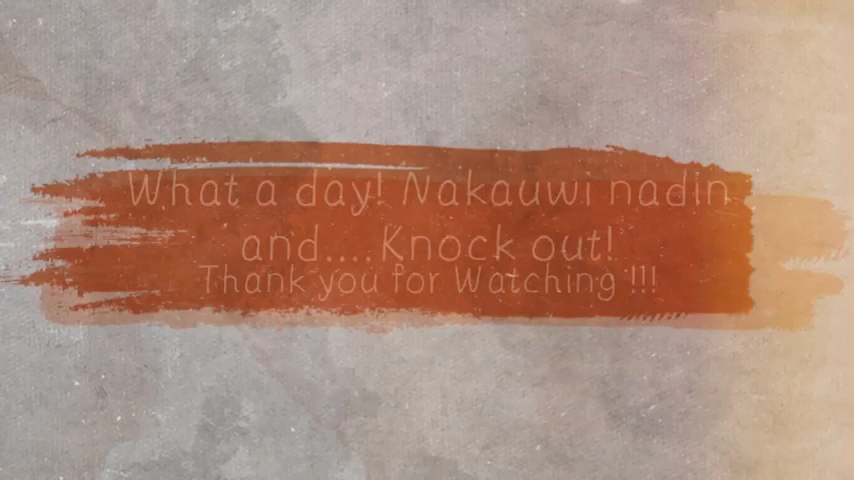 What a day! Nakauwi nadin
and....Knock out!
Thank you for Watching !!!